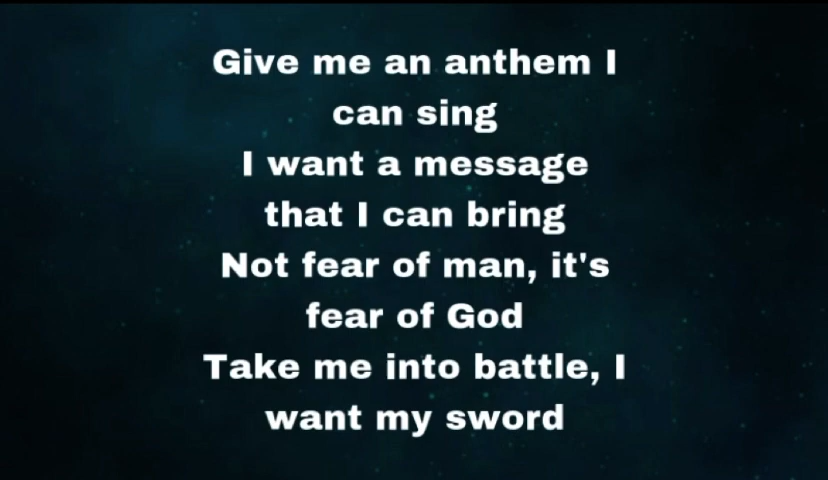 Give me an anthem I
can sing
I want a message
that I can bring
Not fear of man, it's
fear of God
Take me into battle, I
want my sword